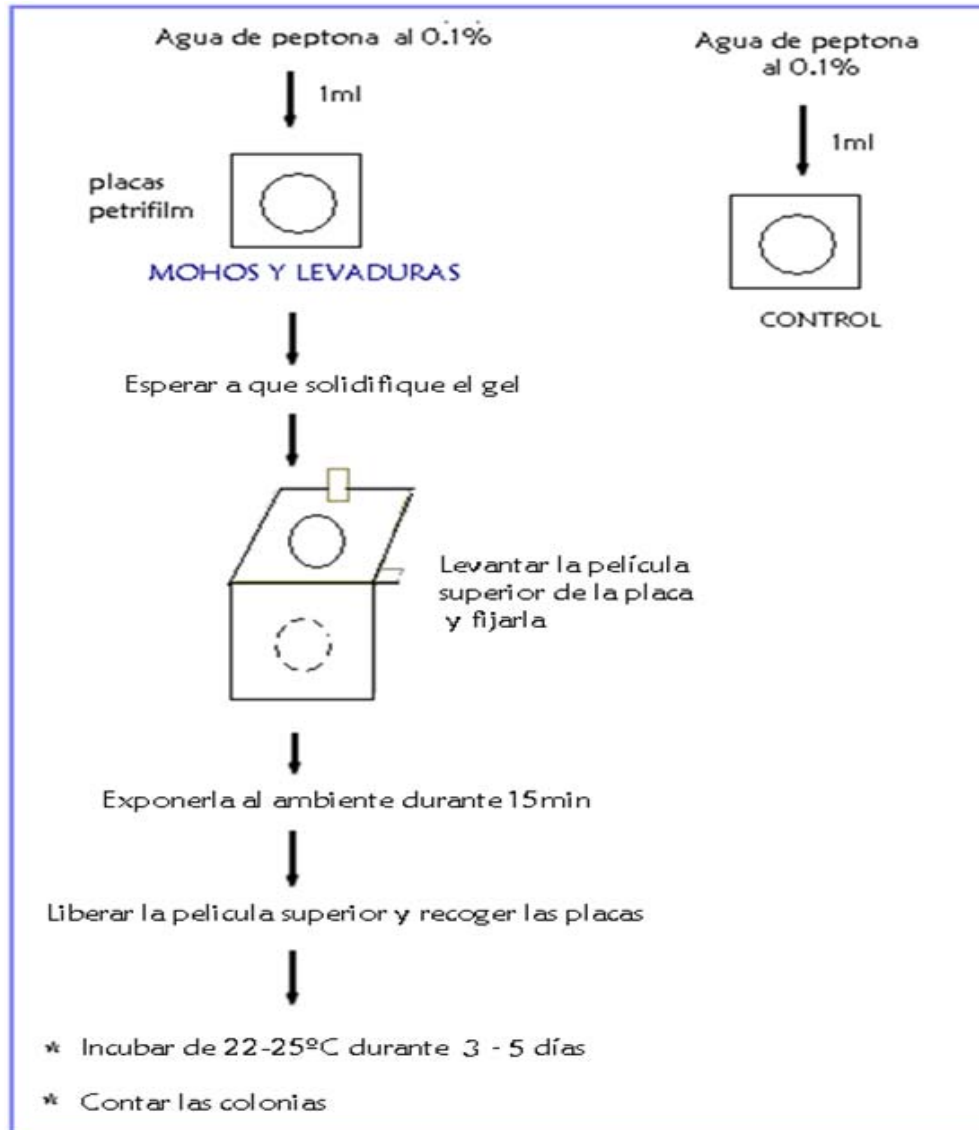 Agua de peptona al 0.1%
1ml
placas
petrifilm
MOHOS Y LEVADURAS
Agua de peptona
al 0.1%
1ml
CONTROL
Esperar a que solidifique el gel
Levantar la película
superior de la placa
y fijarla
Exponerla al ambiente durante 15min
Liberar la pelicula superior y recoger las placas
* Incubar de 22-25ºC durante 3 - 5 días
* Contar las colonias